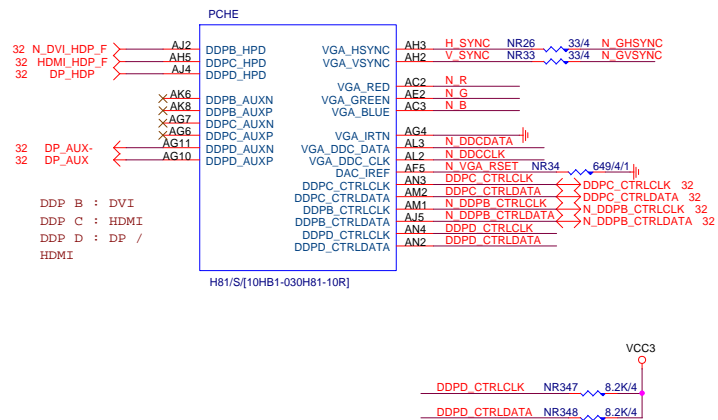 PCHE
32 N_DVI_HDP_F AJ2 DDPB_HPD VGA_HSYNC AH3 H_SYNC NR26 33/4 N_GHSYNC
32 HDMI_HDP_F AH5 DDPC_HPD VGA_VSYNC AH2 V_SYNC NR33 33/4 N_GVSYNC
32 DP_HDP AJ4 DDPD_HPD
VGA_RED AC2 N_R
AK6 DDPB_AUXN VGA_GREEN AE2 N_G
AK8 DDPB_AUXP VGA_BLUE AC3 N_B
AG7 DDPC_AUXN
AG6 DDPC_AUXP VGA_IRTN AG4
32 DP_AUX- AG11 DDPD_AUXN VGA_DDC_DATA AL3 N_DDCDATA
32 DP_AUX AG10 DDPD_AUXP VGA_DDC_CLK AL2 N_DDCCLK
DAC_IREF AF5 N_VGA_RSET NR34 649/4/1
DDPC_CTRLCLK AN3 DDPC_CTRLCLK DDPC_CTRLCLK 32
DDPC_CTRLDATA AM2 DDPC_CTRLDATA DDPC_CTRLDATA 32
DDPB_CTRLCLK AM1 N_DDPB_CTRLCLK N_DDPB_CTRLCLK 32
DDPB_CTRLDATA AJ5 N_DDPB_CTRLDATA N_DDPB_CTRLDATA 32
DDPD_CTRLCLK AN4 DDPD_CTRLCLK
DDPD_CTRLDATA AN2 DDPD_CTRLDATA
DDP B : DVI
DDP C : HDMI
DDP D : DP /
HDMI
H81/S/[10HB1-030H81-10R]
VCC3
DDPD_CTRLCLK NR347 8.2K/4
DDPD_CTRLDATA NR348 8.2K/4